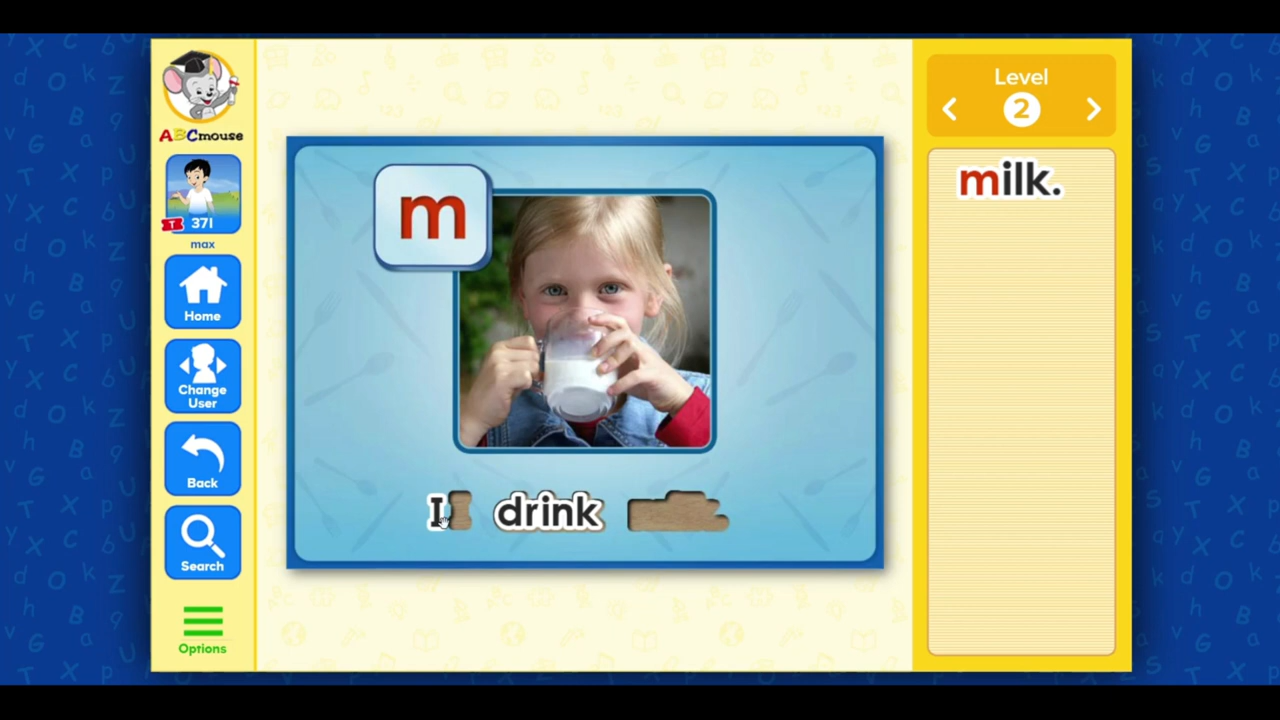 ABCmouse
T 371
max
Home
Change
User
Back
Search
Options
m
I drink
Level
2
milk.